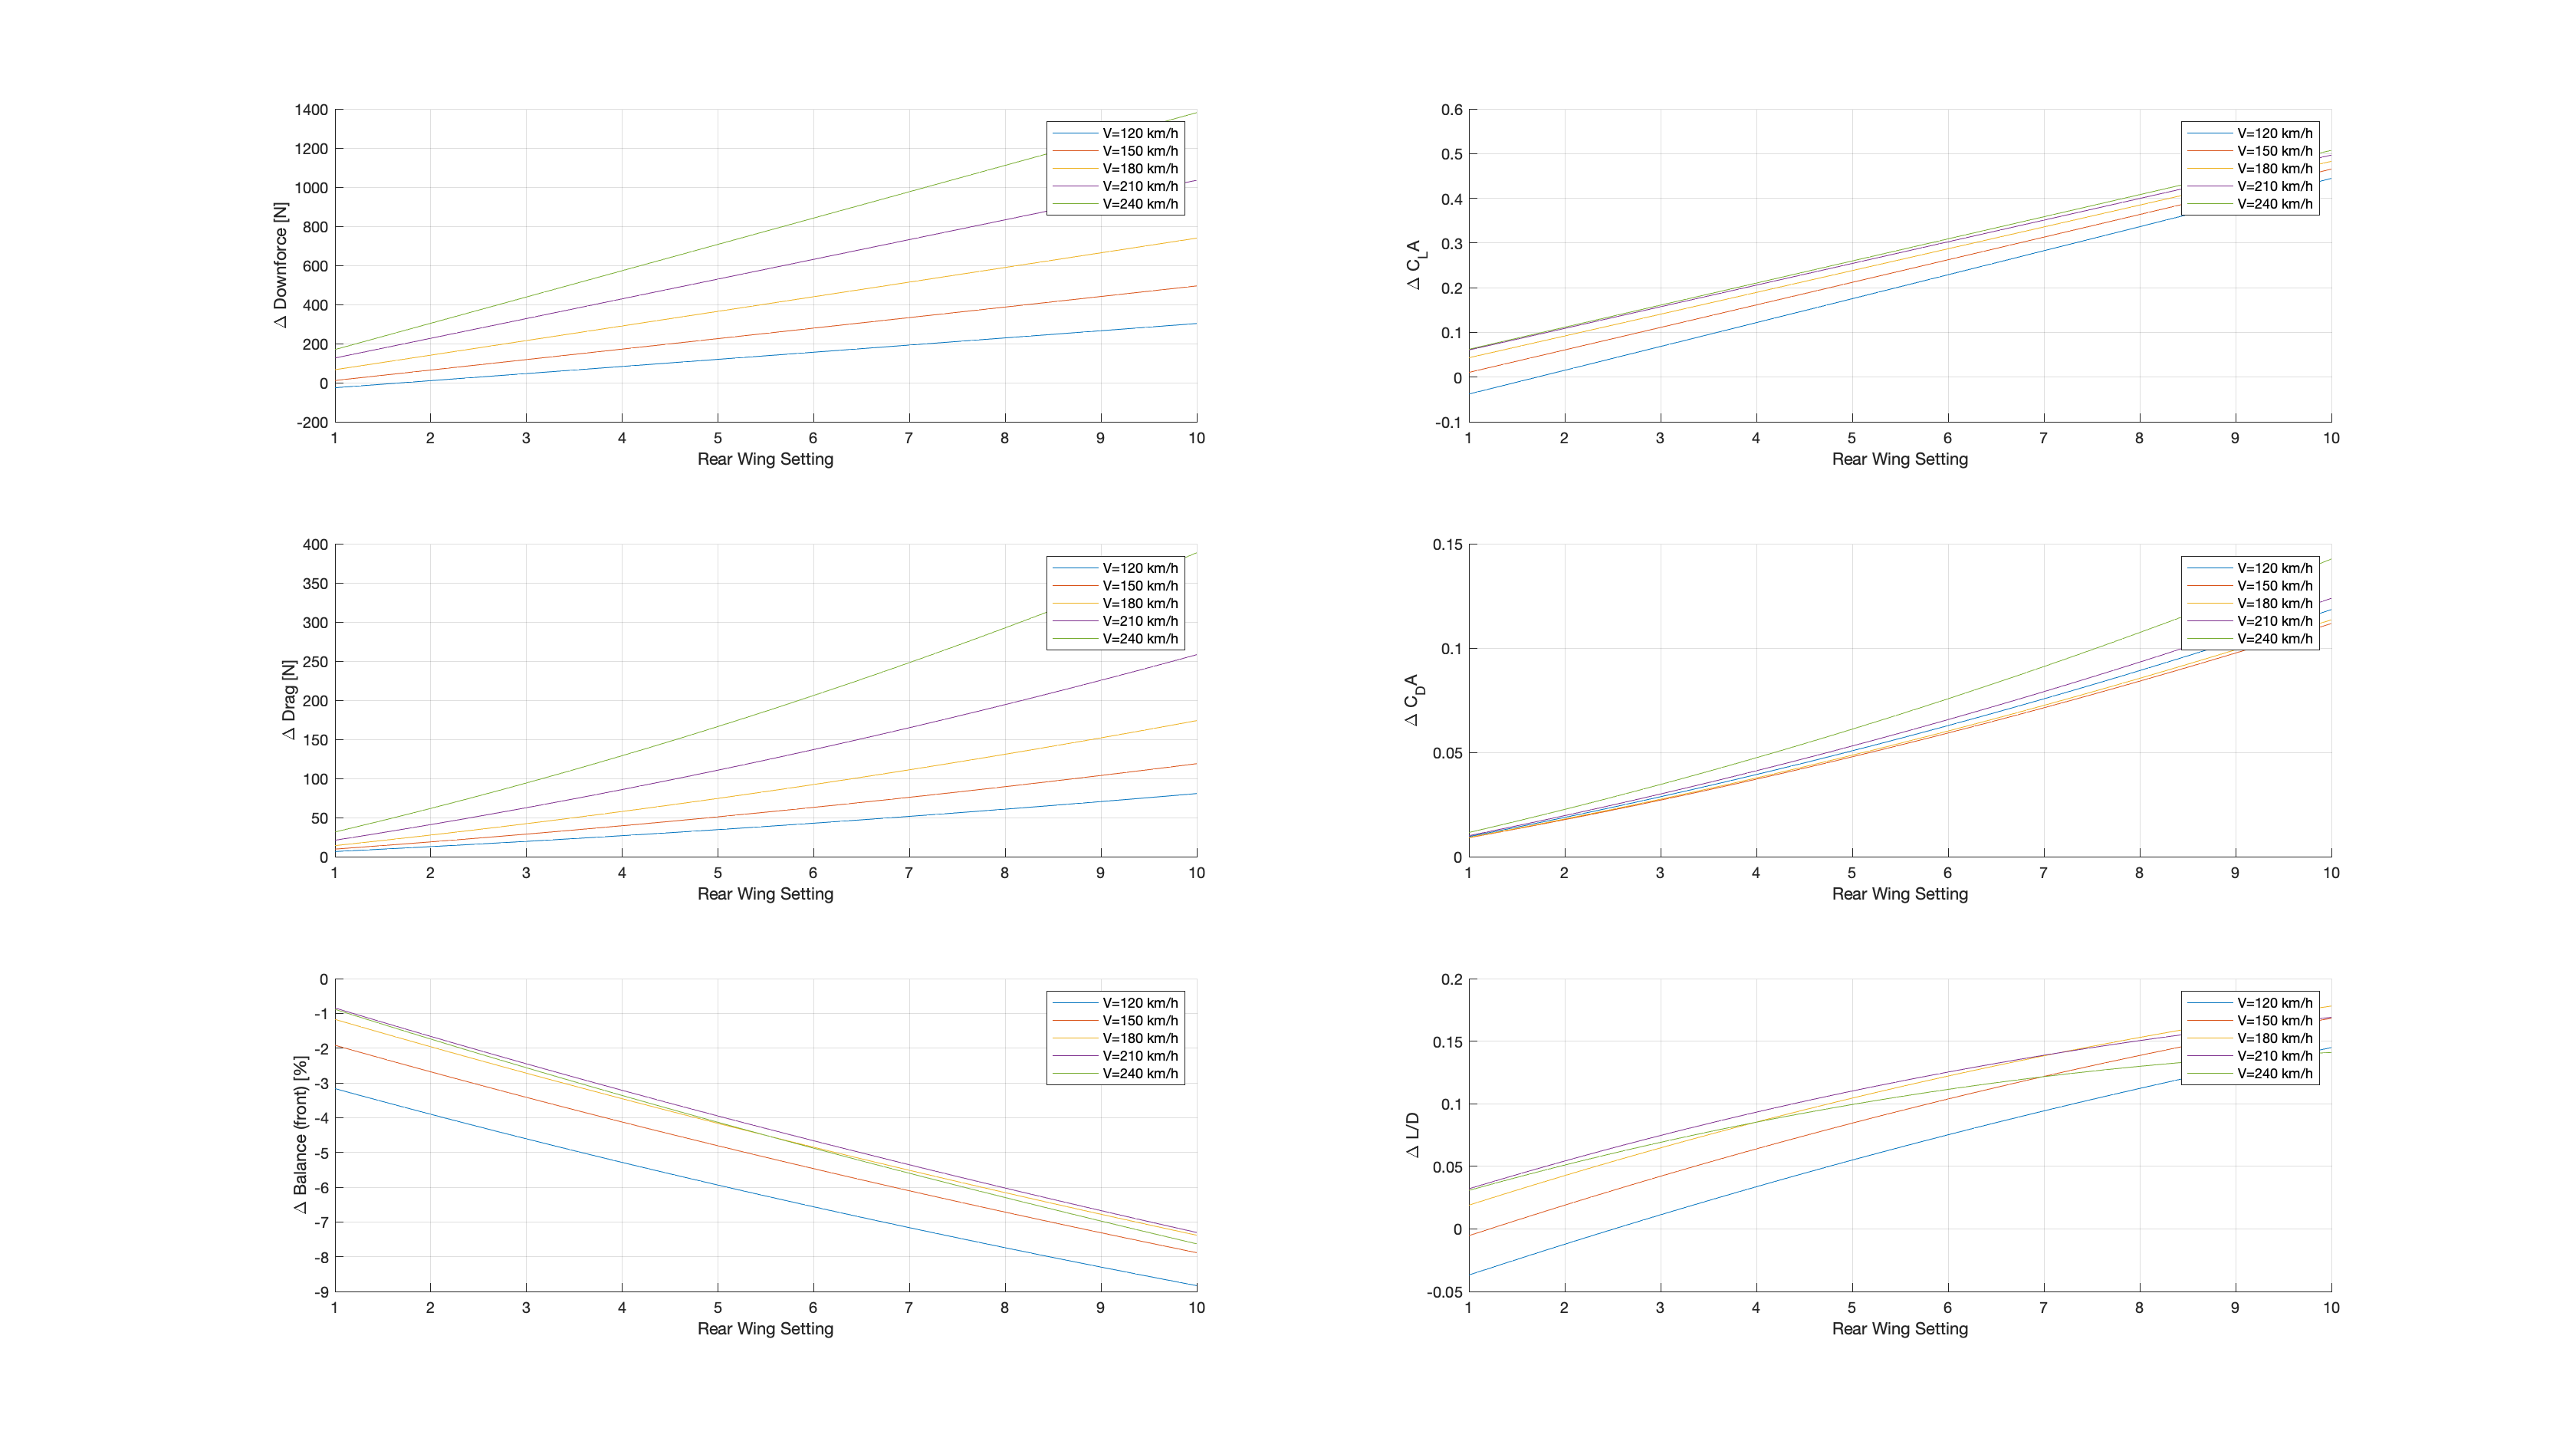 1400
1200
1000
800
600
400
200
0
-200
Δ Downforce [N]
1 2 3 4 5 6 7 8 9 10
Rear Wing Setting
V=120 km/h
V=150 km/h
V=180 km/h
V=210 km/h
V=240 km/h
0.6
0.5
0.4
0.3
0.2
0.1
0
-0.1
Δ CLA
1 2 3 4 5 6 7 8 9 10
Rear Wing Setting
V=120 km/h
V=150 km/h
V=180 km/h
V=210 km/h
V=240 km/h
400
350
300
250
200
150
100
50
0
Δ Drag [N]
1 2 3 4 5 6 7 8 9 10
Rear Wing Setting
V=120 km/h
V=150 km/h
V=180 km/h
V=210 km/h
V=240 km/h
0.15
0.1
0.05
0
Δ CDA
1 2 3 4 5 6 7 8 9 10
Rear Wing Setting
V=120 km/h
V=150 km/h
V=180 km/h
V=210 km/h
V=240 km/h
0
-1
-2
-3
-4
-5
-6
-7
-8
-9
Δ Balance (front) [%]
1 2 3 4 5 6 7 8 9 10
Rear Wing Setting
V=120 km/h
V=150 km/h
V=180 km/h
V=210 km/h
V=240 km/h
0.2
0.15
0.1
0.05
0
-0.05
Δ L/D
1 2 3 4 5 6 7 8 9 10
Rear Wing Setting
V=120 km/h
V=150 km/h
V=180 km/h
V=210 km/h
V=240 km/h